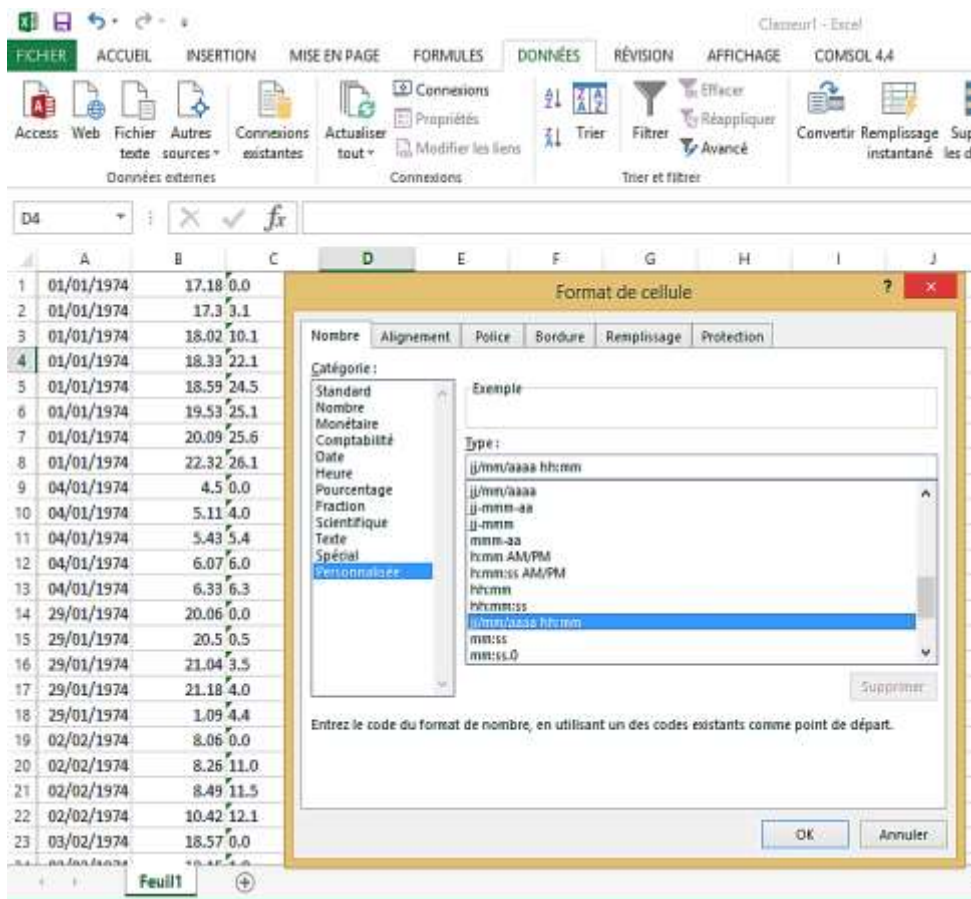 Classeur1 - Excel
FICHIER ACCUEIL INSERTION MISE EN PAGE FORMULES DONNÉES RÉVISION AFFICHAGE COMSOL 4.4
Access Web Fichier texte Autres sources Connexions existantes
Données externes
Actualiser tout Connexions Propriétés Modifier les liens
Connexions
Trier Filtrer Effacer Réappliquer Avancé
Trier et filtrer
Convertir Remplissage instantané
D4 fx
A B C D E F G H I J
1 01/01/1974 17.18 0.0
2 01/01/1974 17.3 3.1
3 01/01/1974 18.02 10.1
4 01/01/1974 18.33 22.1
5 01/01/1974 18.59 24.5
6 01/01/1974 19.53 25.1
7 01/01/1974 20.09 25.6
8 01/01/1974 22.32 26.1
9 04/01/1974 4.5 0.0
10 04/01/1974 5.11 4.0
11 04/01/1974 5.43 5.4
12 04/01/1974 6.07 6.0
13 04/01/1974 6.33 6.3
14 29/01/1974 20.06 0.0
15 29/01/1974 20.5 0.5
16 29/01/1974 21.04 3.5
17 29/01/1974 21.18 4.0
18 29/01/1974 1.09 4.4
19 02/02/1974 8.06 0.0
20 02/02/1974 8.26 11.0
21 02/02/1974 8.49 11.5
22 02/02/1974 10.42 12.1
23 03/02/1974 18.57 0.0
Format de cellule ? ×
Nombre Alignement Police Bordure Remplissage Protection
Catégorie :
Standard
Nombre
Monétaire
Comptabilité
Date
Heure
Pourcentage
Fraction
Scientifique
Texte
Spécial
Personnalisée
Exemple
Type :
jj/mm/aaaa hh:mm
jj/mm/aaaa
jj-mmm-aa
jj-mmm
mmm-aa
h:mm AM/PM
h:mm:ss AM/PM
hh:mm
hh:mm:ss
jj/mm/aaaa hh:mm
mm:ss
mm:ss.0
Supprimer
Entrez le code du format de nombre, en utilisant un des codes existants comme point de départ.
OK Annuler
Feuil1